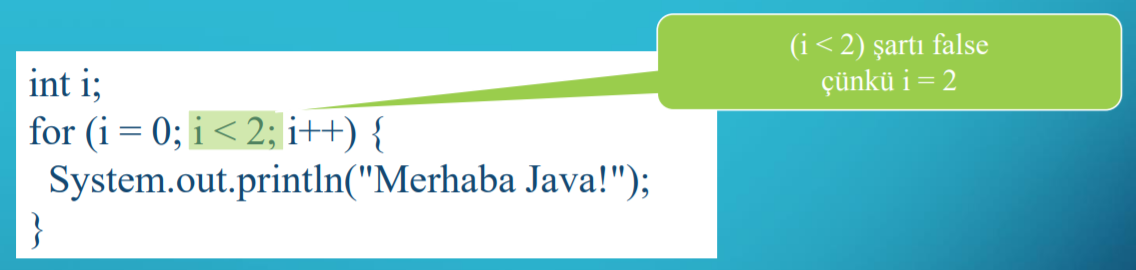 (i < 2) şartı false
çünkü i = 2
int i;
for (i = 0; i < 2; i++) {
System.out.println("Merhaba Java!");
}